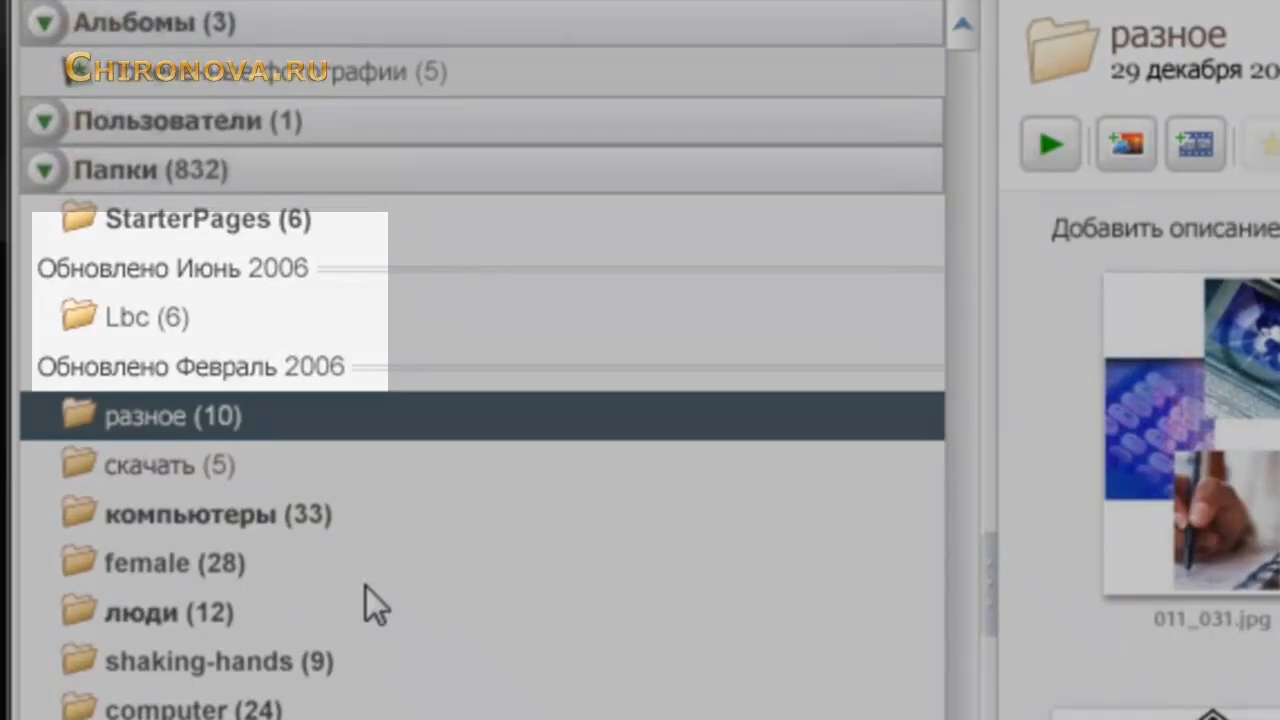 Альбомы (3)
CHIRONOVA.RU
графии (5)
Пользователи (1)
Папки (832)
StarterPages (6)
Обновлено Июнь 2006
Lbc (6)
Обновлено Февраль 2006
разное (10)
скачать (5)
компьютеры (33)
female (28)
люди (12)
shaking-hands (9)
computer (24)
разное
29 декабря 20
Добавить описание
011_031.jpg